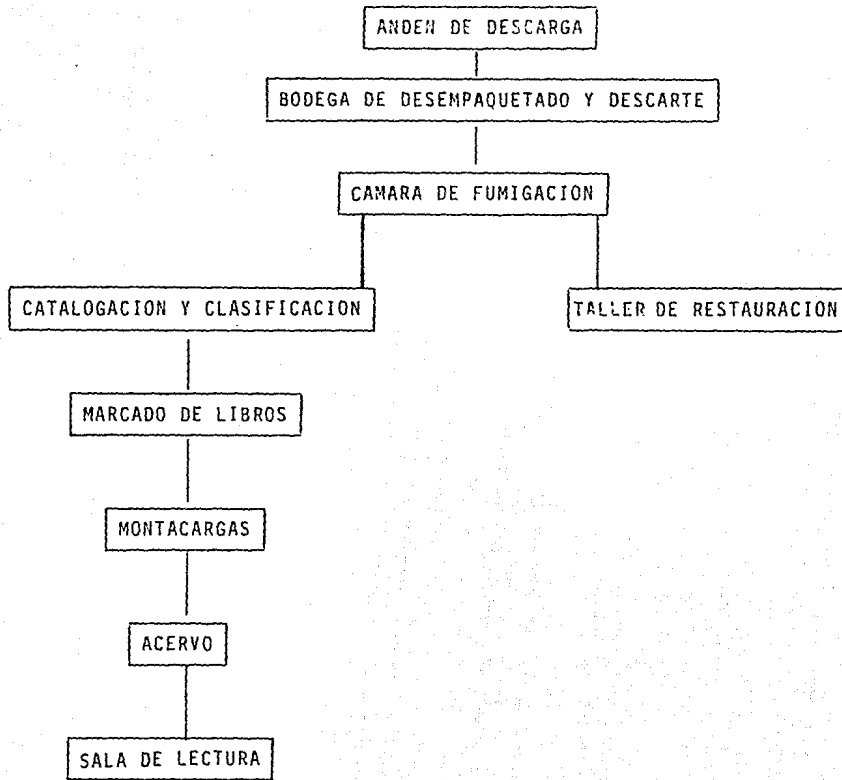 ANDEN DE DESCARGA
BODEGA DE DESEMPAQUETADO Y DESCARTE
CAMARA DE FUMIGACION
CATALOGACION Y CLASIFICACION
TALLER DE RESTAURACION
MARCADO DE LIBROS
MONTACARGAS
ACERVO
SALA DE LECTURA